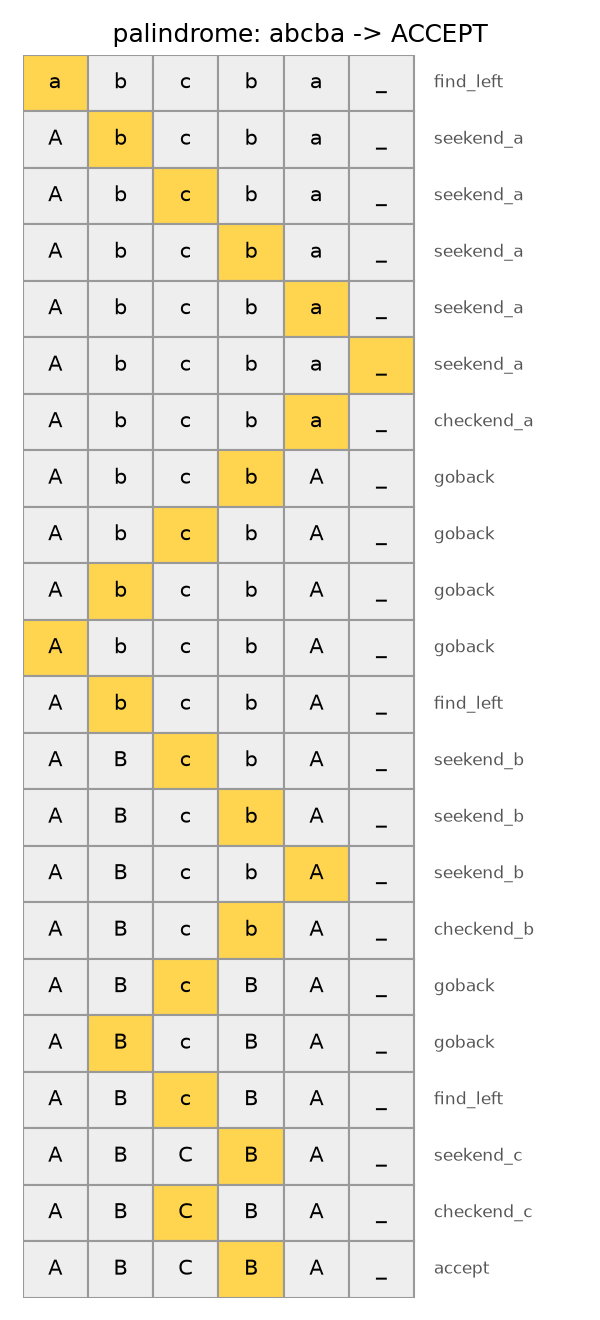 palindrome: abcba -> ACCEPT
a b c b a _ find_left
A b c b a _ seekend_a
A b c b a _ seekend_a
A b c b a _ seekend_a
A b c b a _ seekend_a
A b c b a _ seekend_a
A b c b a _ checkend_a
A b c b A _ goback
A b c b A _ goback
A b c b A _ goback
A b c b A _ goback
A b c b A _ find_left
A B c b A _ seekend_b
A B c b A _ seekend_b
A B c b A _ seekend_b
A B c b A _ checkend_b
A B c B A _ goback
A B c B A _ goback
A B c B A _ find_left
A B C B A _ seekend_c
A B C B A _ checkend_c
A B C B A _ accept